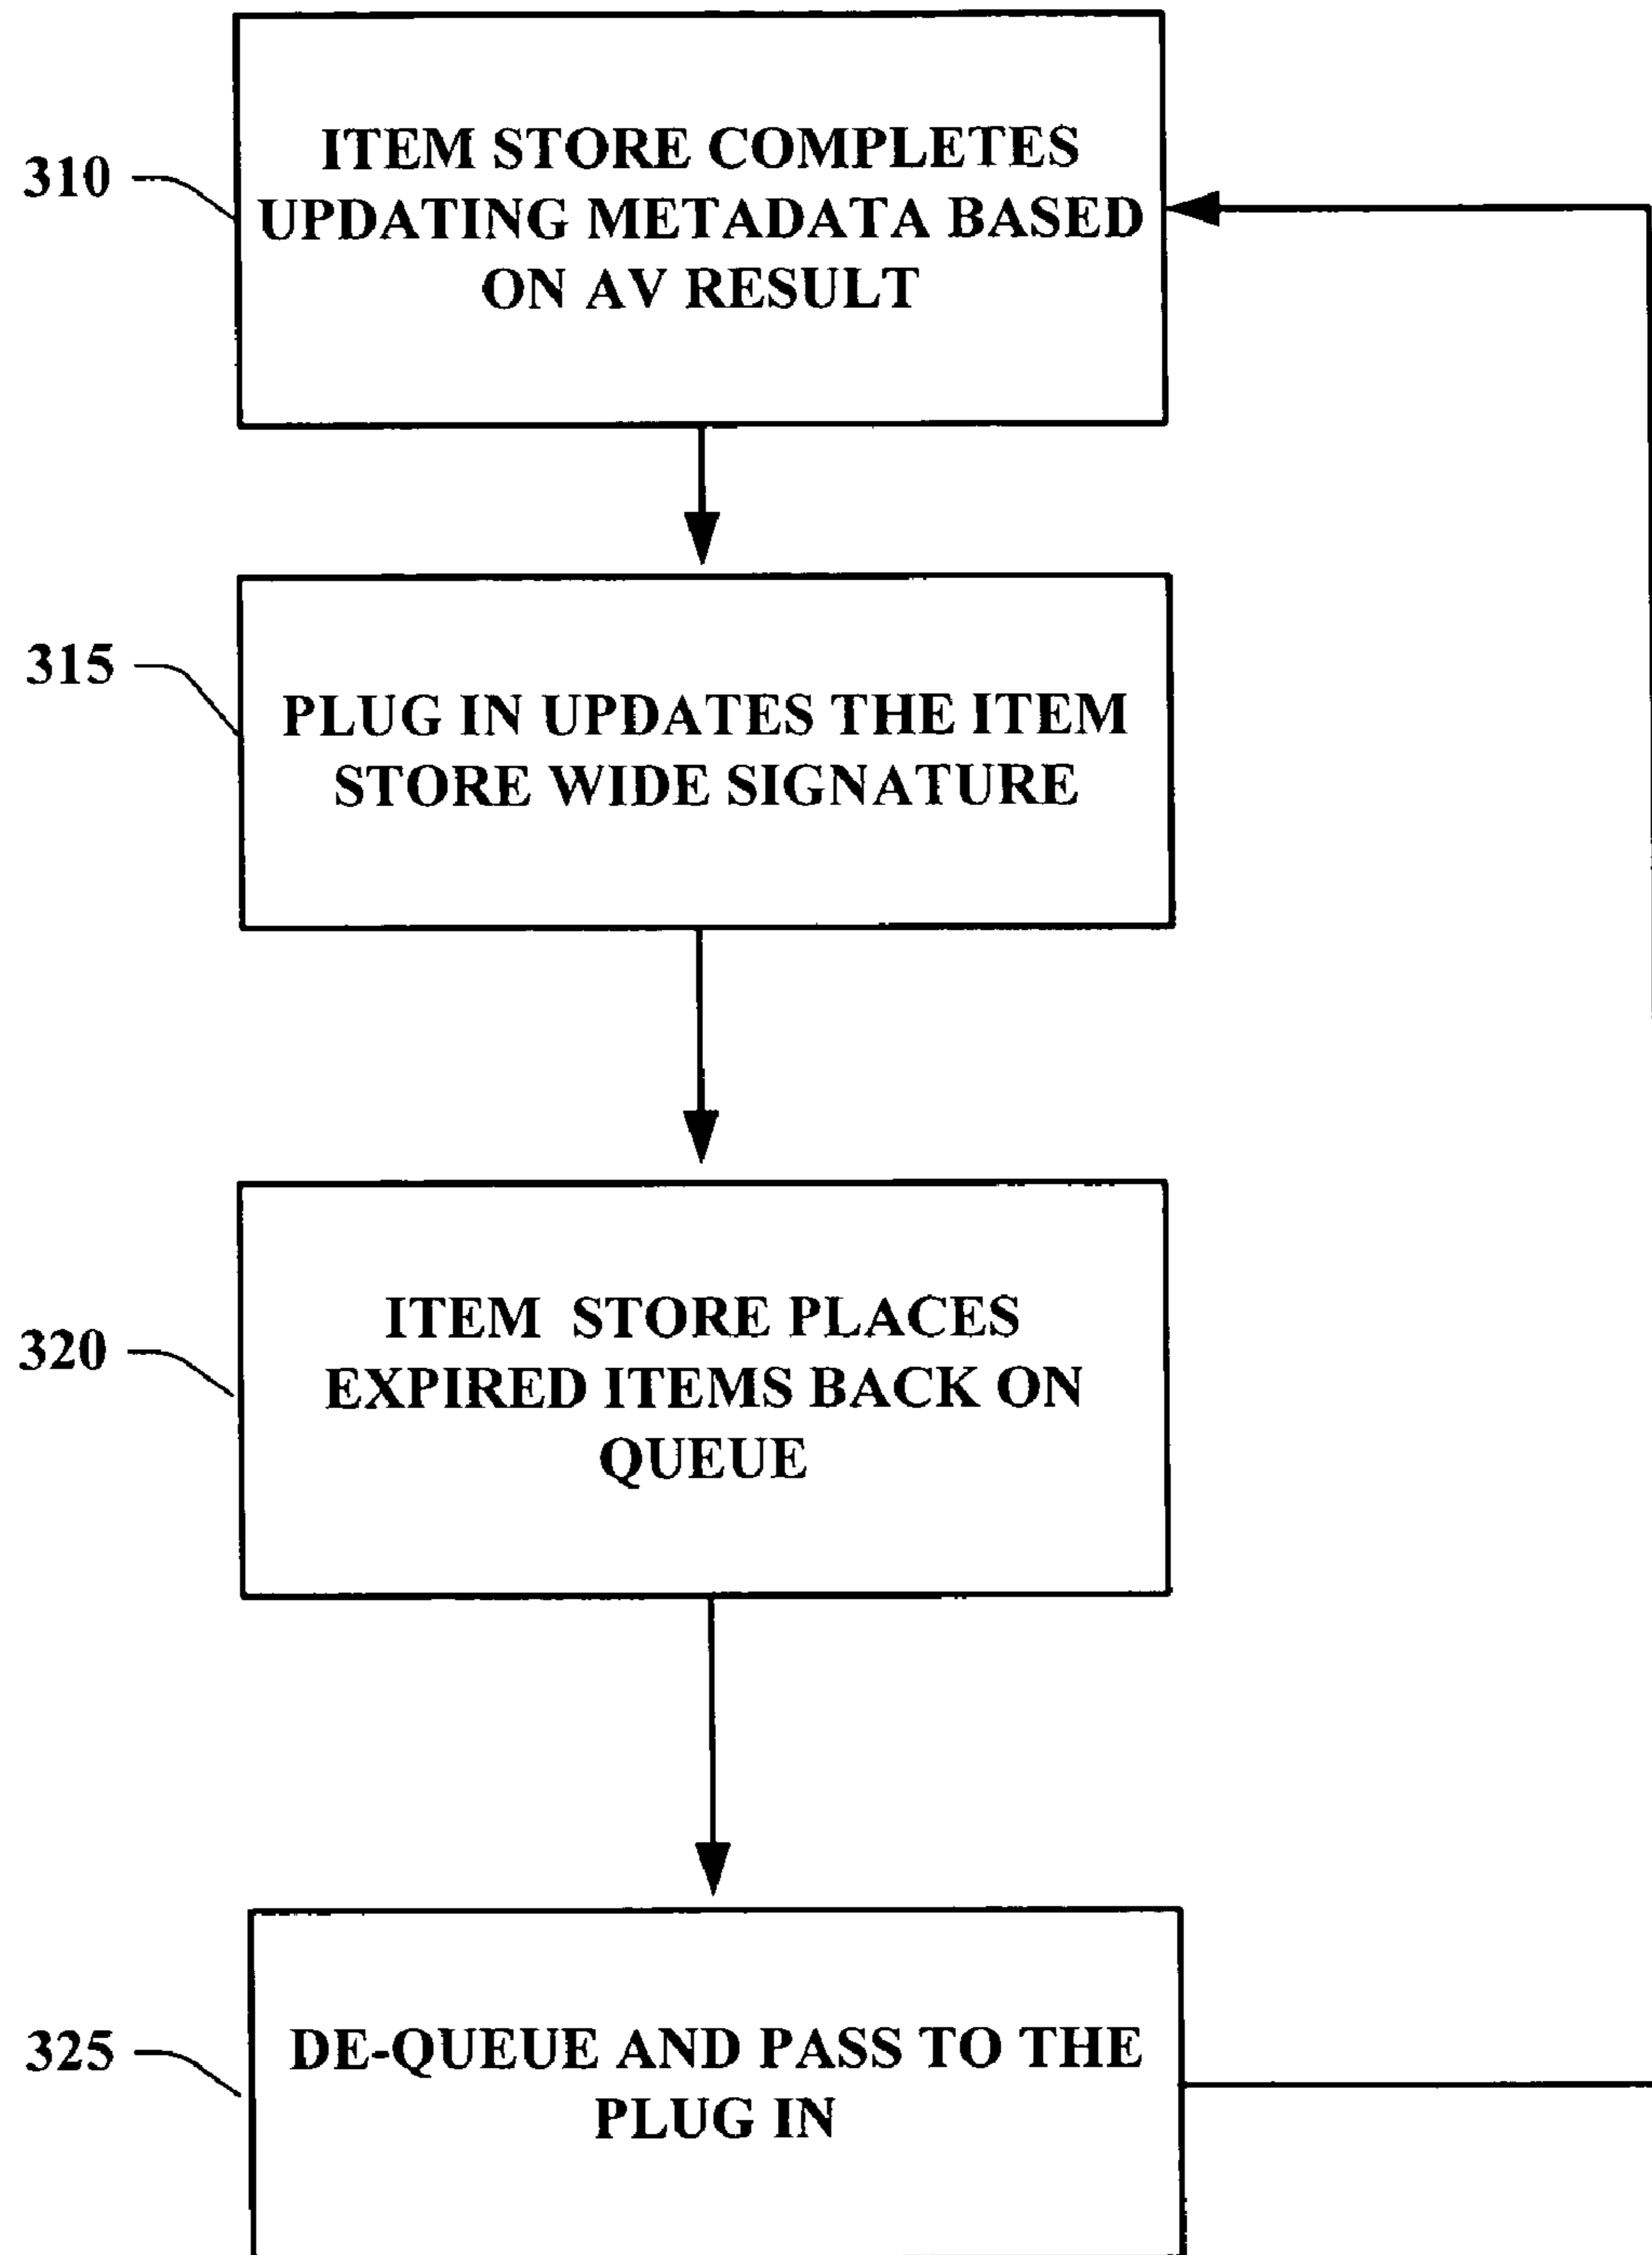 310
ITEM STORE COMPLETES
UPDATING METADATA BASED
ON AV RESULT
315
PLUG IN UPDATES THE ITEM
STORE WIDE SIGNATURE
320
ITEM STORE PLACES
EXPIRED ITEMS BACK ON
QUEUE
325
DE-QUEUE AND PASS TO THE
PLUG IN